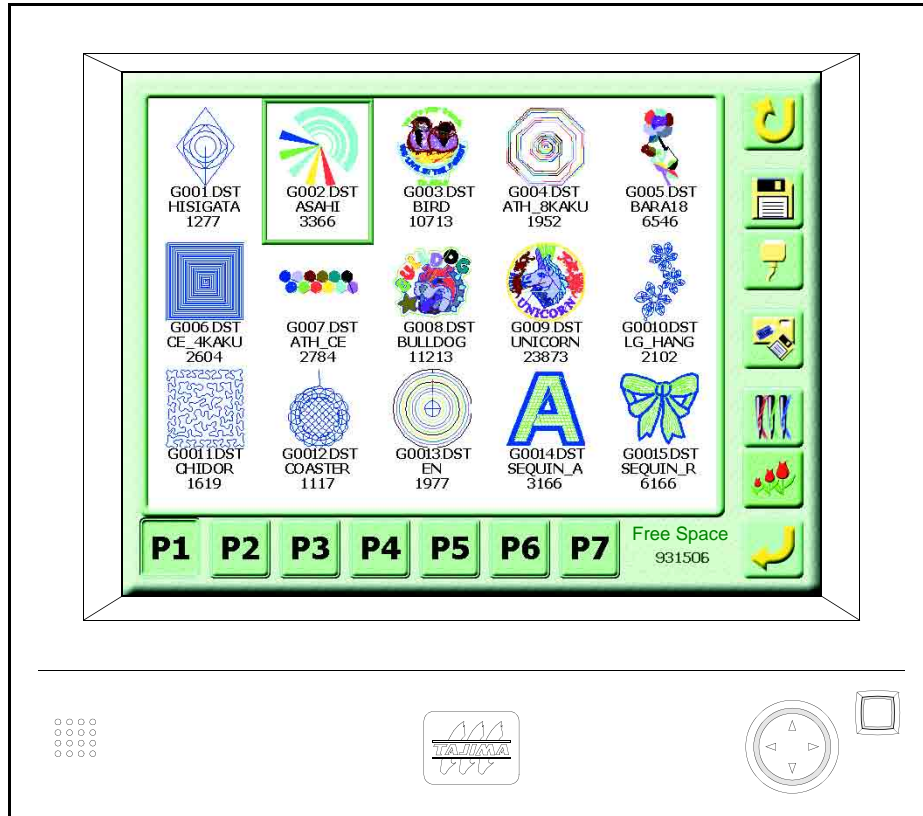 G001.DST
HISIGATA
1277
G002.DST
ASAHI
3366
G003.DST
BIRD
10713
G004.DST
ATH_8KAKU
1952
G005.DST
BARA18
6546
G006.DST
CE_4KAKU
2604
G007.DST
ATH_CE
2784
BULLDOG
G008.DST
BULLDOG
11213
UNICORN
G009.DST
UNICORN
23873
G0010DST
LG_HANG
2102
G0011DST
CHIDOR
1619
G0012DST
COASTER
1117
G0013DST
EN
1977
A
G0014DST
SEQUIN_A
3166
G0015DST
SEQUIN_R
6166
P1 P2 P3 P4 P5 P6 P7
Free Space
931506
TAJIMA